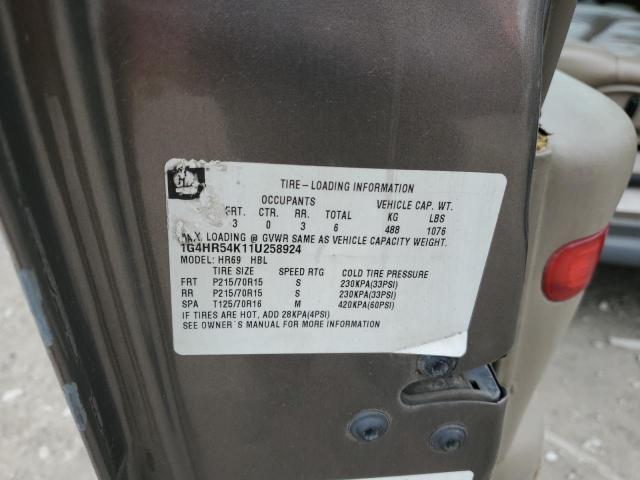 GM
TIRE-LOADING INFORMATION
OCCUPANTS VEHICLE CAP. WT.
FRT. CTR. RR. TOTAL KG LBS
3 0 3 6 488 1076
MAX. LOADING @ GVWR SAME AS VEHICLE CAPACITY WEIGHT.
1G4HR54K11U258924
MODEL: HR69 HBL
TIRE SIZE SPEED RTG COLD TIRE PRESSURE
FRT P215/70R15 S 230KPA(33PSI)
RR P215/70R15 S 230KPA(33PSI)
SPA T125/70R16 M 420KPA(60PSI)
IF TIRES ARE HOT, ADD 28KPA(4PSI)
SEE OWNER'S MANUAL FOR MORE INFORMATION